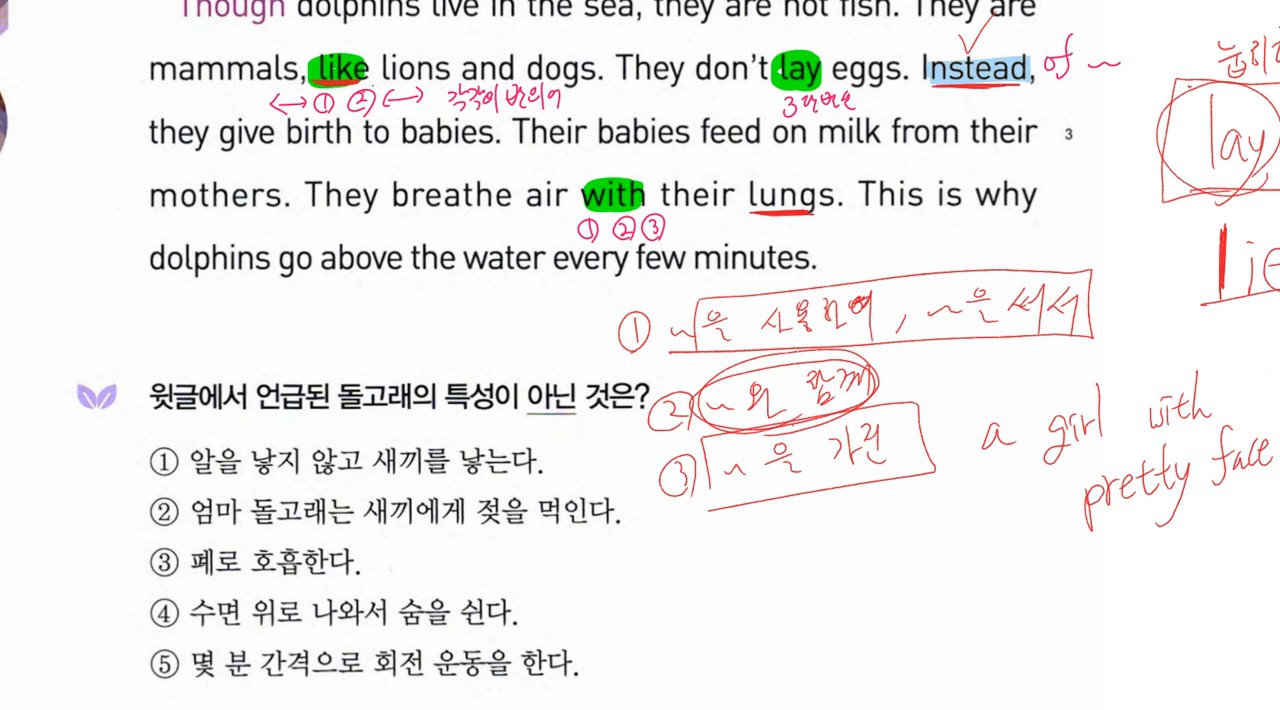 Though dolphins live in the sea, they are not fish. They are
mammals, like lions and dogs. They don't lay eggs. Instead, of ~
↔ ① ② ↔ 각각의 반의어
3단변화
they give birth to babies. Their babies feed on milk from their 3
lay
mothers. They breathe air with their lungs. This is why
① ② ③
lie
dolphins go above the water every few minutes.
① ~을 사용하여, ~을 써서
② ~와 함께
③ ~을 가진
a girl with
pretty face
윗글에서 언급된 돌고래의 특성이 아닌 것은?
① 알을 낳지 않고 새끼를 낳는다.
② 엄마 돌고래는 새끼에게 젖을 먹인다.
③ 폐로 호흡한다.
④ 수면 위로 나와서 숨을 쉰다.
⑤ 몇 분 간격으로 회전 운동을 한다.